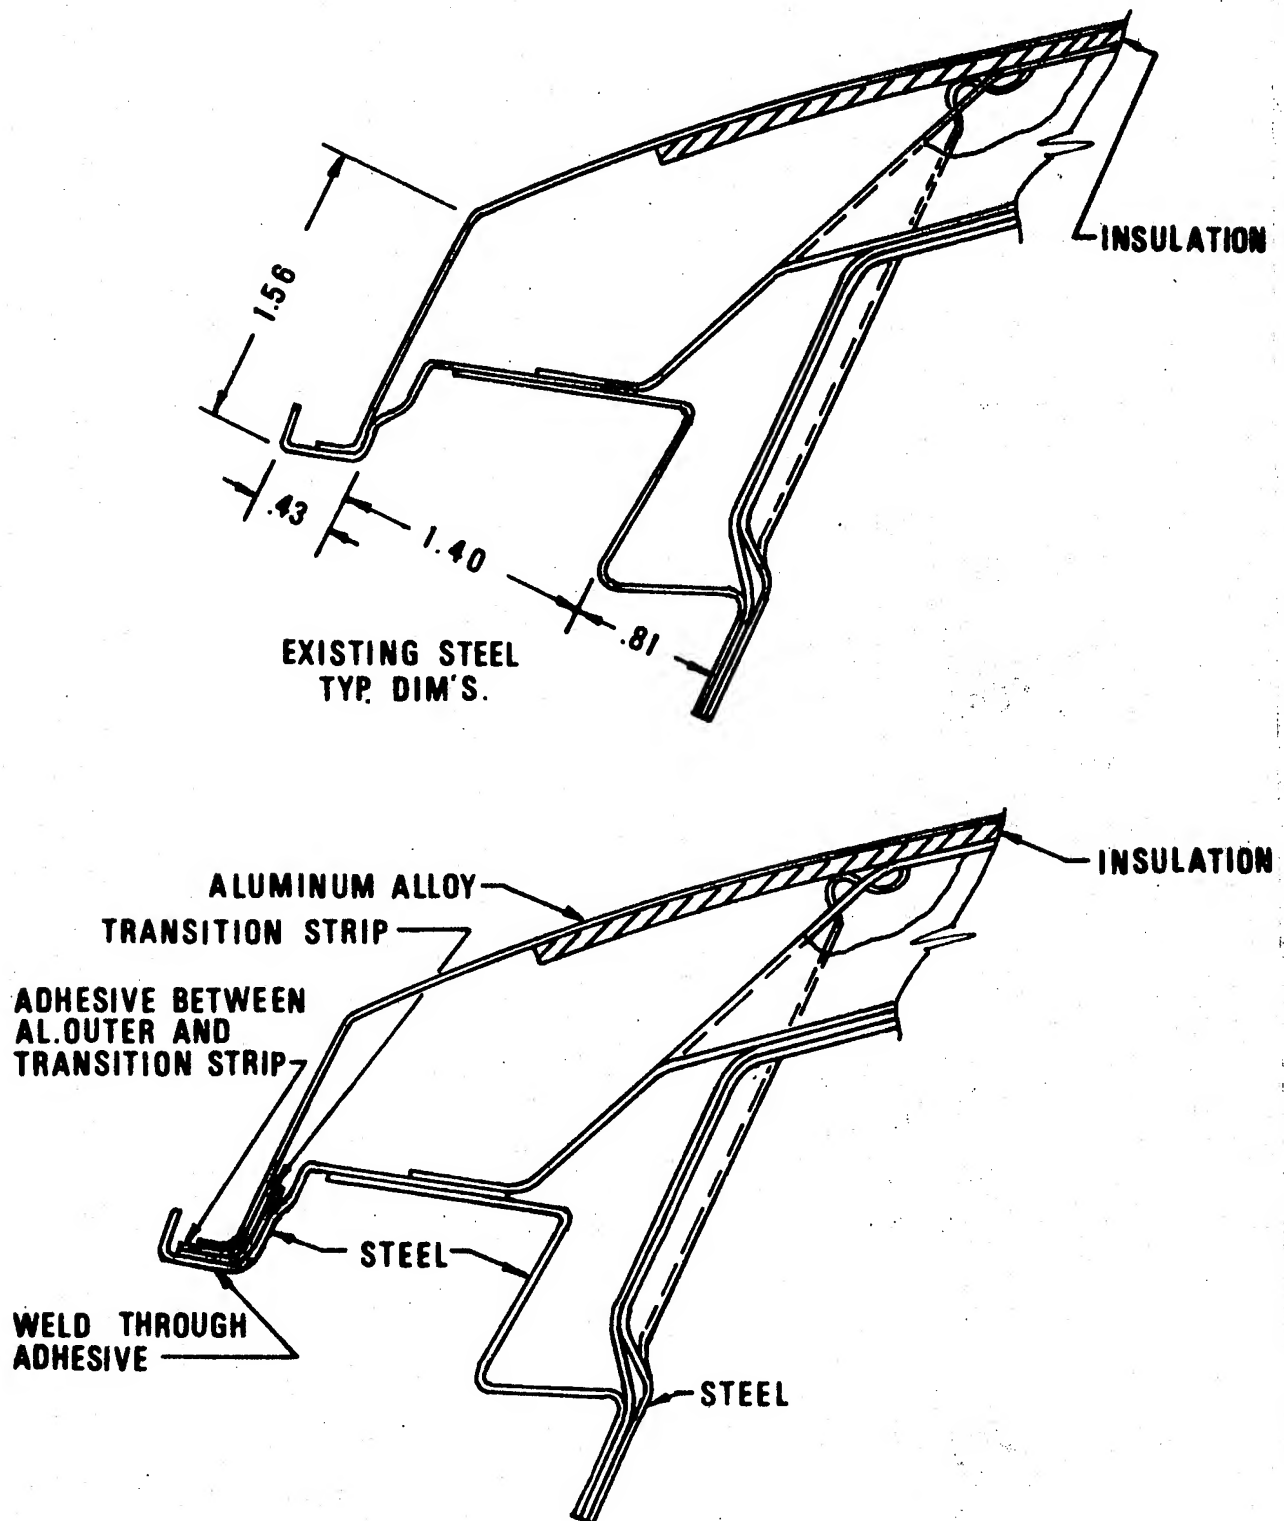 INSULATION
1.56
.43
1.40
.81
EXISTING STEEL
TYP. DIM'S.
INSULATION
ALUMINUM ALLOY
TRANSITION STRIP
ADHESIVE BETWEEN
AL.OUTER AND
TRANSITION STRIP
STEEL
WELD THROUGH
ADHESIVE
STEEL